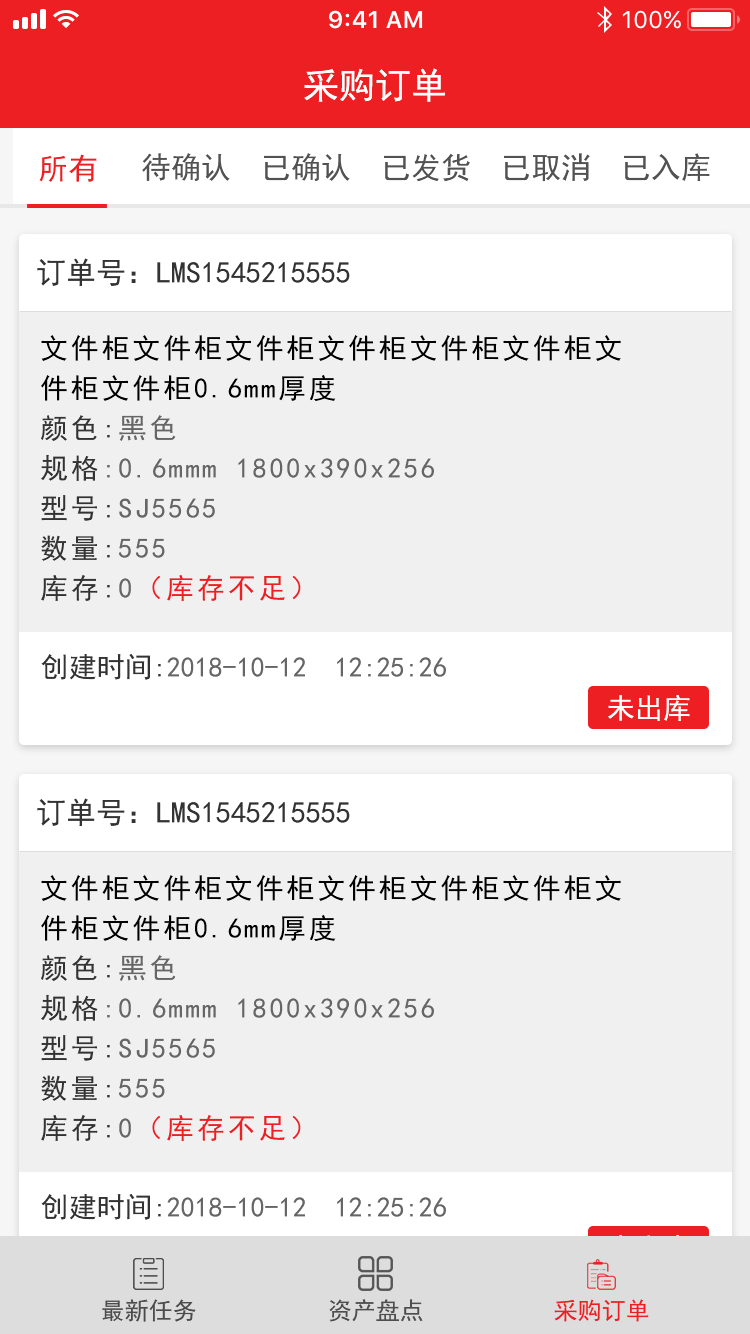 9:41 AM 100%
采购订单
所有 待确认 已确认 已发货 已取消 已入库
订单号：LMS1545215555
文件柜文件柜文件柜文件柜文件柜文件柜文
件柜文件柜0.6mm厚度
颜色:黑色
规格:0.6mmm 1800x390x256
型号:SJ5565
数量:555
库存:0（库存不足）
创建时间:2018-10-12 12:25:26
未出库
订单号：LMS1545215555
文件柜文件柜文件柜文件柜文件柜文件柜文
件柜文件柜0.6mm厚度
颜色:黑色
规格:0.6mmm 1800x390x256
型号:SJ5565
数量:555
库存:0（库存不足）
创建时间:2018-10-12 12:25:26
最新任务 资产盘点 采购订单